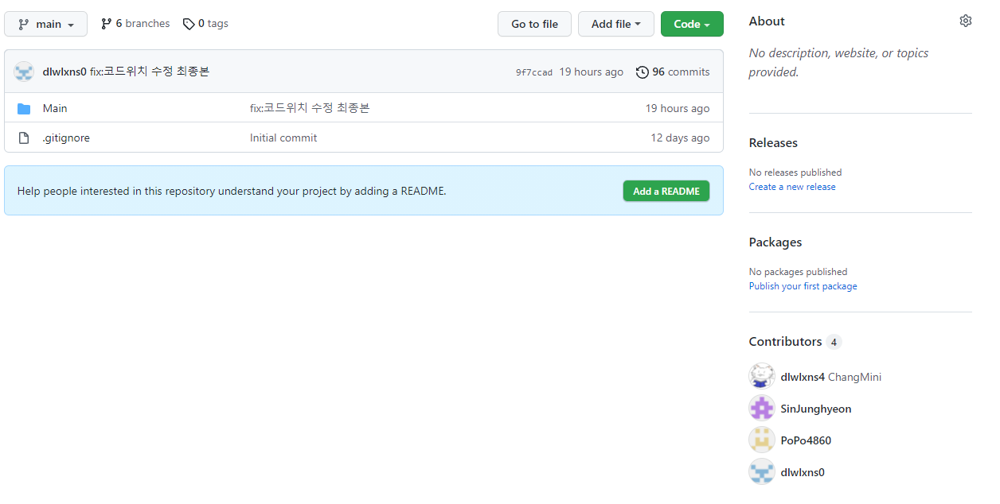 main
6 branches
0 tags
Go to file
Add file
Code
dlwlxns0 fix:코드위치 수정 최종본
9f7ccad 19 hours ago
96 commits
Main
fix:코드위치 수정 최종본
19 hours ago
.gitignore
Initial commit
12 days ago
Help people interested in this repository understand your project by adding a README.
Add a README
About
No description, website, or topics
provided.
Releases
No releases published
Create a new release
Packages
No packages published
Publish your first package
Contributors 4
dlwlxns4 ChangMini
SinJunghyeon
PoPo4860
dlwlxns0